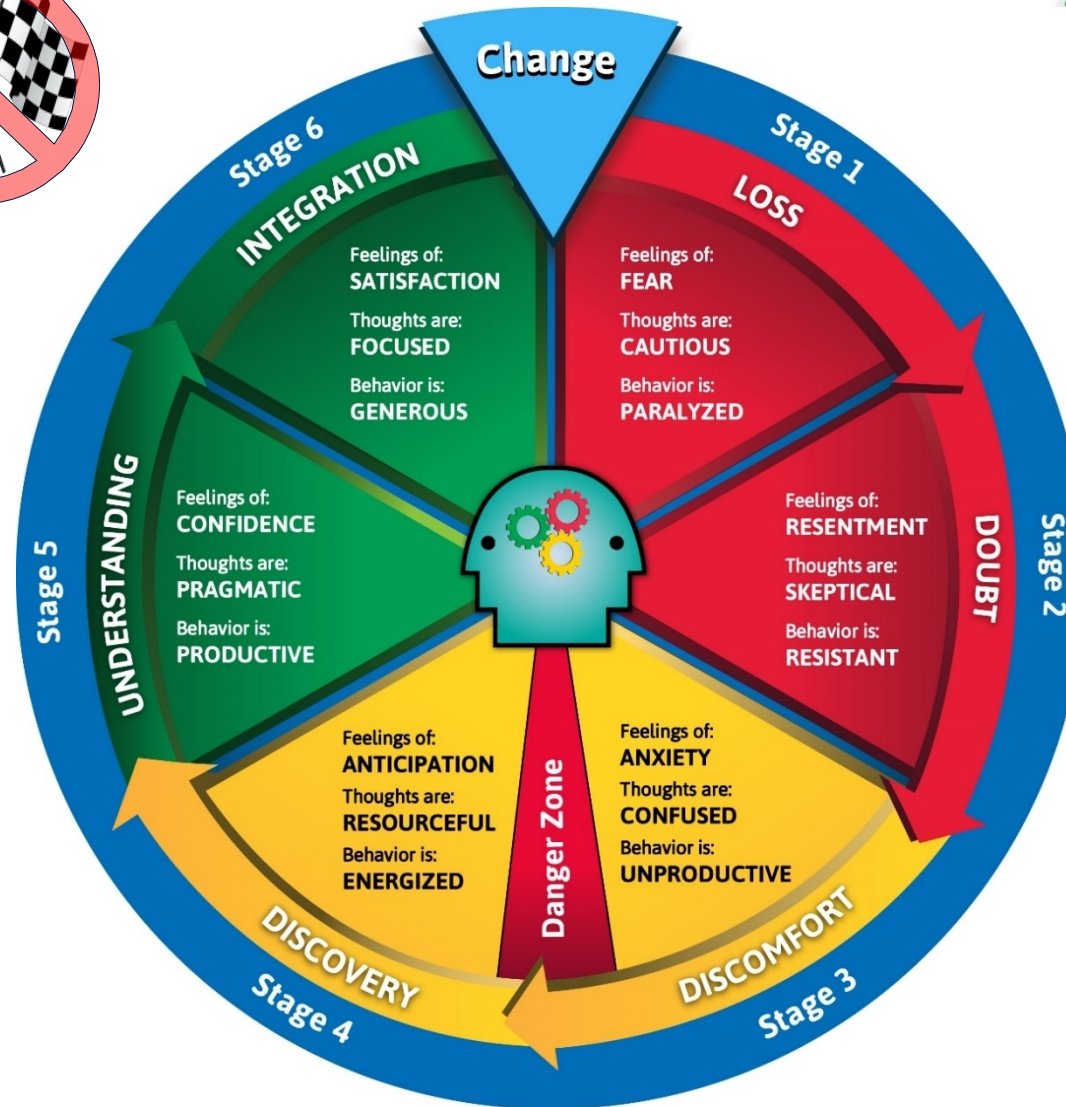 Change
Stage 1
LOSS
Feelings of:
FEAR
Thoughts are:
CAUTIOUS
Behavior is:
PARALYZED
Stage 2
DOUBT
Feelings of:
RESENTMENT
Thoughts are:
SKEPTICAL
Behavior is:
RESISTANT
Stage 3
DISCOMFORT
Feelings of:
ANXIETY
Thoughts are:
CONFUSED
Behavior is:
UNPRODUCTIVE
Danger Zone
Stage 4
DISCOVERY
Feelings of:
ANTICIPATION
Thoughts are:
RESOURCEFUL
Behavior is:
ENERGIZED
Stage 5
UNDERSTANDING
Feelings of:
CONFIDENCE
Thoughts are:
PRAGMATIC
Behavior is:
PRODUCTIVE
Stage 6
INTEGRATION
Feelings of:
SATISFACTION
Thoughts are:
FOCUSED
Behavior is:
GENEROUS